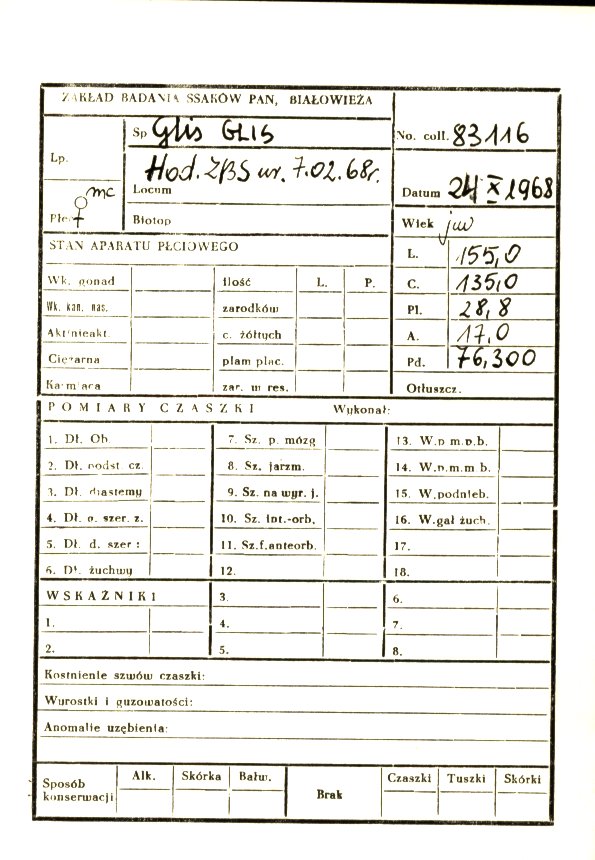 ZAKŁAD BADANIA SSAKÓW PAN, BIAŁOWIEŻA
Sp Glis GLIS
No. coll. 83116
Lp.
Hod. ZBS ur. 7.02.68r.
Locum
Datum 24 X 1968
♀ mc
Płeć
Biotop
Wiek juv
STAN APARATU PŁCIOWEGO
L. 155,0
Wk. gonad
ilość L. P.
C. 135,0
Wk. kan. nas.
zarodków
Pl. 28,8
Akt/nieakt.
c. żółtych
A. 17,0
Ciężarna
plam plac.
Pd. 76,300
Karmiąca
zar. w res.
Otłuszcz.
POMIARY CZASZKI Wykonał:
1. Dł. Ob.
7. Sz. p. mózg
13. W.p m.p.b.
2. Dł. podst. cz.
8. Sz. jarzm.
14. W.p.m.m b.
3. Dł. diastemy
9. Sz. na wyr. j.
15. W.podnieb.
4. Dł. g. szer. z.
10. Sz. int.-orb.
16. W.gał żuch.
5. Dł. d. szer :
11. Sz.f.anteorb.
17.
6. Dł. żuchwy
12.
18.
WSKAŹNIKI
3.
6.
1.
4.
7.
2.
5.
8.
Kostnienie szwów czaszki:
Wyrostki i guzowatości:
Anomalie uzębienia:
Sposób konserwacji
Alk. Skórka Bałw.
Brak
Czaszki Tuszki Skórki